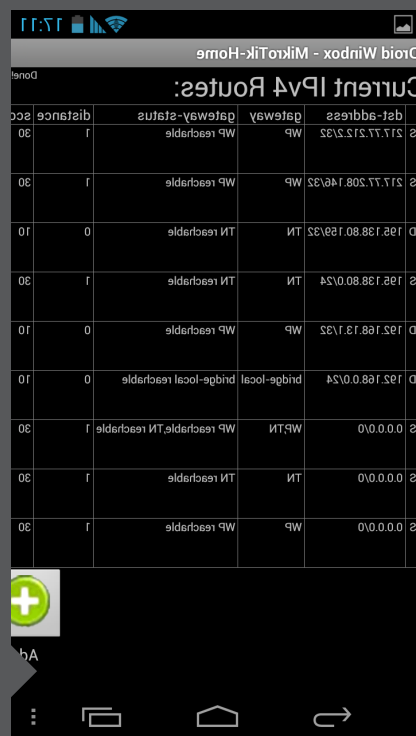 17:11
Droid Winbox - MikroTik-Home
Current IPv4 Routes:
Done!
dst-address gateway gateway-status distance sco
S 217.77.212.2/32 WP WP reachable 1 30
S 217.77.208.146/32 WP WP reachable 1 30
D 195.138.80.159/32 TN TN reachable 0 10
S 195.138.80.0/24 TN TN reachable 1 30
D 192.168.13.1/32 WP WP reachable 0 10
D 192.168.0.0/24 bridge-local bridge-local reachable 0 10
S 0.0.0.0/0 WP,TN WP reachable,TN reachable 1 30
S 0.0.0.0/0 TN TN reachable 1 30
S 0.0.0.0/0 WP WP reachable 1 30
Ad